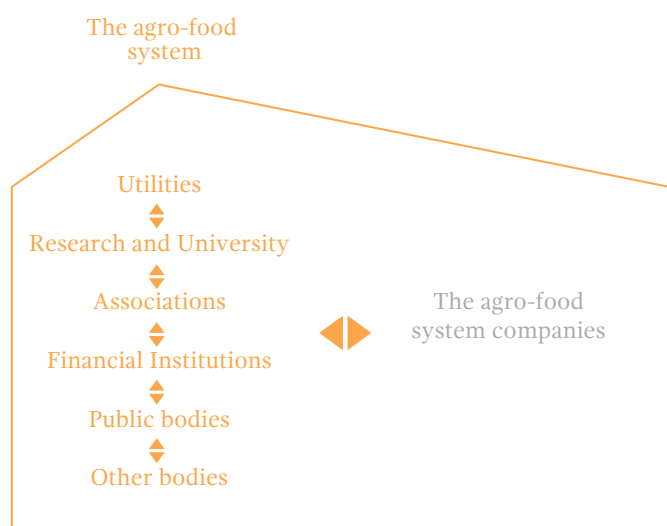 The agro-food
system
Utilities
Research and University
Associations
Financial Institutions
Public bodies
Other bodies
The agro-food
system companies